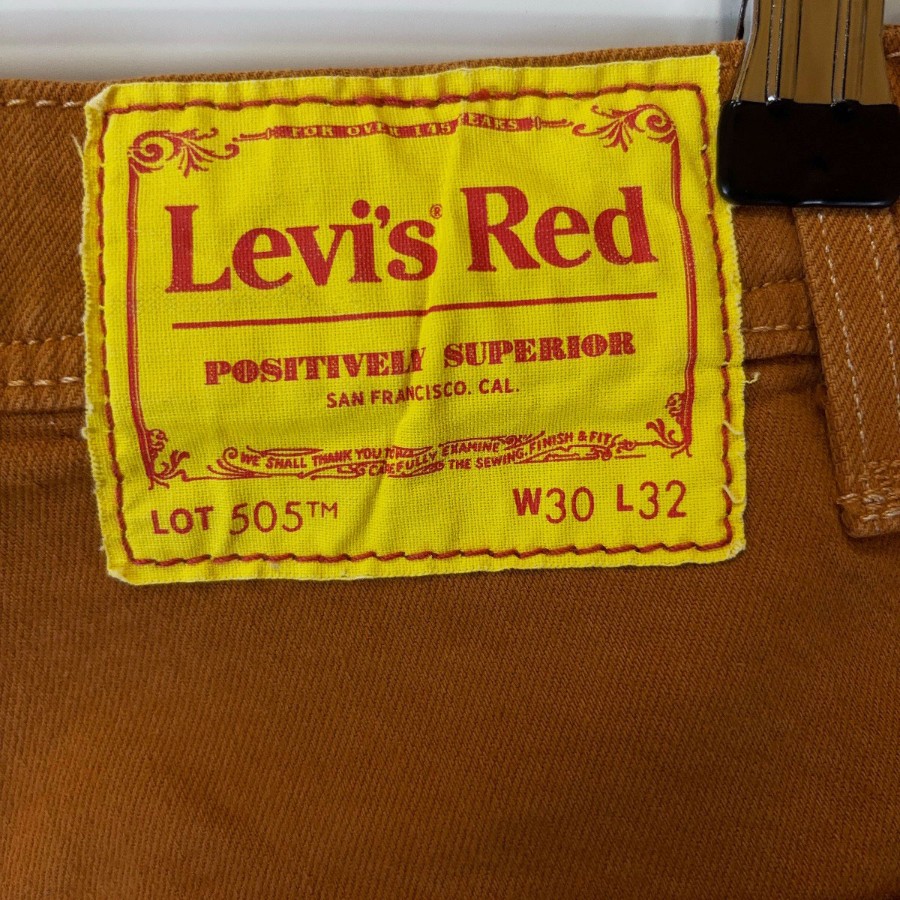 FOR OVER 145 YEARS
Levi's® Red
POSITIVELY SUPERIOR
SAN FRANCISCO. CAL.
WE SHALL THANK YOU TO
CAREFULLY EXAMINE
THE SEWING, FINISH & FIT
LOT 505™
W30 L32